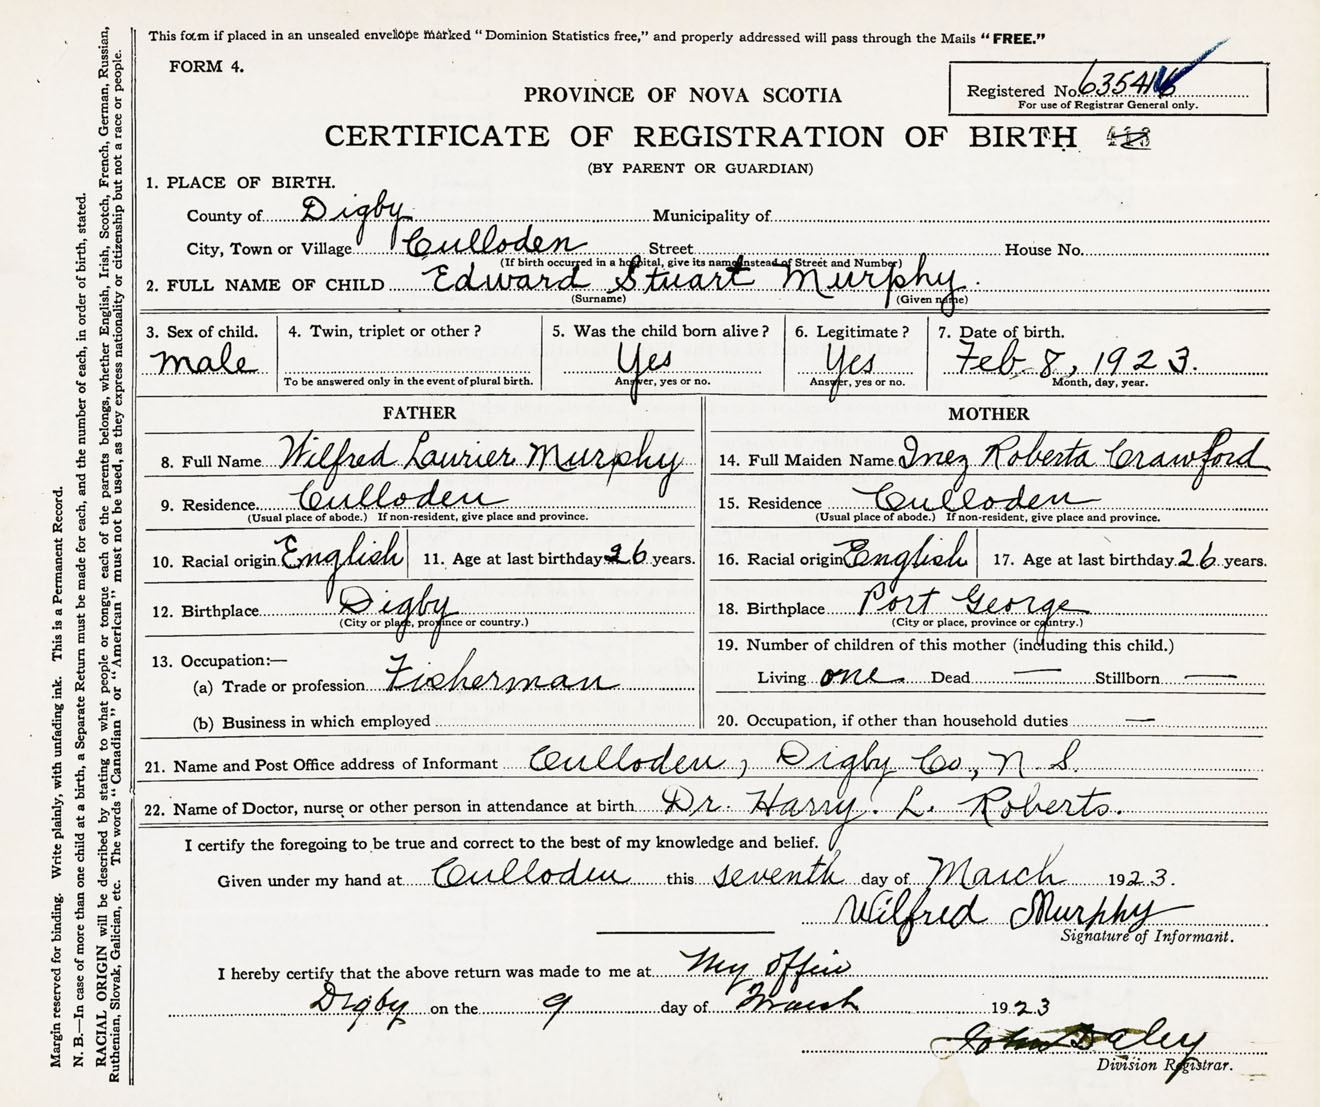 This form if placed in an unsealed envelope marked "Dominion Statistics free," and properly addressed will pass through the Mails "FREE."
FORM 4.
Registered No. 635416
For use of Registrar General only.
PROVINCE OF NOVA SCOTIA
CERTIFICATE OF REGISTRATION OF BIRTH
(BY PARENT OR GUARDIAN)
1. PLACE OF BIRTH.
County of Digby Municipality of
City, Town or Village Culloden Street House No.
(If birth occurred in a hospital, give its name instead of Street and Number)
2. FULL NAME OF CHILD Edward Stuart Murphy.
(Surname) (Given name)
3. Sex of child. 4. Twin, triplet or other? 5. Was the child born alive? 6. Legitimate? 7. Date of birth.
male Yes Yes Feb. 8, 1923.
To be answered only in the event of plural birth. Answer, yes or no. Answer, yes or no. Month, day, year.
FATHER MOTHER
8. Full Name Wilfred Laurier Murphy 14. Full Maiden Name Inez Roberta Crawford
9. Residence Culloden 15. Residence Culloden
(Usual place of abode.) If non-resident, give place and province. (Usual place of abode.) If non-resident, give place and province.
10. Racial origin English 11. Age at last birthday 26 years. 16. Racial origin English 17. Age at last birthday 26 years.
12. Birthplace Digby 18. Birthplace Port George
(City or place, province or country.) (City or place, province or country.)
13. Occupation:— 19. Number of children of this mother (including this child.)
(a) Trade or profession Fisherman Living one Dead — Stillborn —
(b) Business in which employed 20. Occupation, if other than household duties —
21. Name and Post Office address of Informant Culloden, Digby Co., N. S.
22. Name of Doctor, nurse or other person in attendance at birth Dr. Harry. L. Roberts.
I certify the foregoing to be true and correct to the best of my knowledge and belief.
Given under my hand at Culloden this seventh day of March 1923.
Wilfred Murphy
Signature of Informant.
I hereby certify that the above return was made to me at My office
Digby on the 9 day of March 1923
John Daley
Division Registrar.
Margin reserved for binding. Write plainly, with unfading ink. This is a Permanent Record.
N. B.—In case of more than one child at a birth, a Separate Return must be made for each, and the number of each, in order of birth, stated.
RACIAL ORIGIN will be described by stating to what people or tongue each of the parents belongs, whether English, Irish, Scotch, French, German, Russian,
Ruthenian, Slovak, Galician, etc. The words "Canadian" or "American" must not be used, as they express nationality or citizenship but not a race or people.